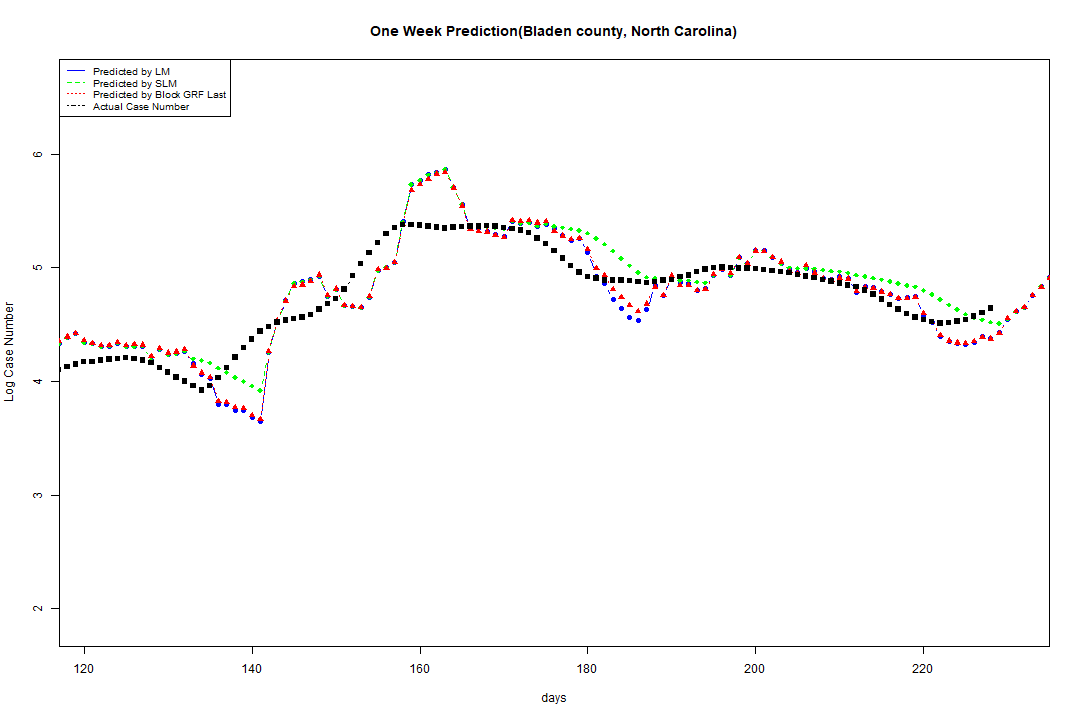 One Week Prediction(Bladen county, North Carolina)
Predicted by LM
Predicted by SLM
Predicted by Block GRF Last
Actual Case Number
6
5
4
3
2
Log Case Number
120 140 160 180 200 220
days